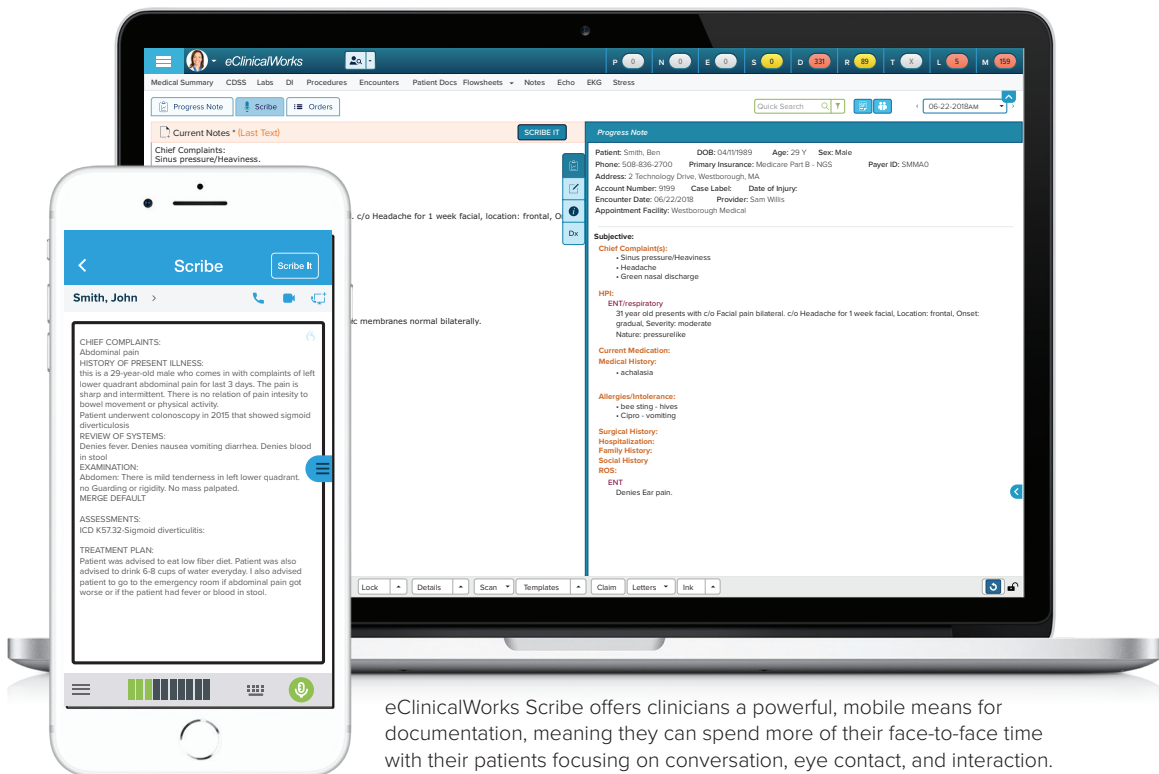 eClinicalWorks
P 0 N 0 E 0 S 0 D 331 R 89 T X L 5 M 159
Medical Summary CDSS Labs DI Procedures Encounters Patient Docs Flowsheets Notes Echo EKG Stress
Progress Note Scribe Orders Quick Search 06-22-2018AM
Current Notes * (Last Text) SCRIBE IT
Chief Complaints:
Sinus pressure/Heaviness.
. c/o Headache for 1 week facial, location: frontal, O
Dx
membranes normal bilaterally.
Progress Note
Patient: Smith, Ben DOB: 04/11/1989 Age: 29 Y Sex: Male
Phone: 508-836-2700 Primary Insurance: Medicare Part B - NGS Payer ID: SMMA0
Address: 2 Technology Drive, Westborough, MA
Account Number: 9199 Case Label: Date of Injury:
Encounter Date: 06/22/2018 Provider: Sam Willis
Appointment Facility: Westborough Medical
Subjective:
Chief Complaint(s):
• Sinus pressure/Heaviness
• Headache
• Green nasal discharge
HPI:
ENT/respiratory
31 year old presents with c/o Facial pain bilateral. c/o Headache for 1 week facial, Location: frontal, Onset:
gradual, Severity: moderate
Nature: pressurelike
Current Medication:
Medical History:
• achalasia
Allergies/Intolerance:
• bee sting - hives
• Cipro - vomiting
Surgical History:
Hospitalization:
Family History:
Social History
ROS:
ENT
Denies Ear pain.
Lock Details Scan Templates Claim Letters Ink
Scribe Scribe It
Smith, John
CHIEF COMPLAINTS:
Abdominal pain
HISTORY OF PRESENT ILLNESS:
this is a 29-year-old male who comes in with complaints of left
lower quadrant abdominal pain for last 3 days. The pain is
sharp and intermittent. There is no relation of pain intesity to
bowel movement or physical activity.
Patient underwent colonoscopy in 2015 that showed sigmoid
diverticulosis
REVIEW OF SYSTEMS:
Denies fever. Denies nausea vomiting diarrhea. Denies blood
in stool
EXAMINATION:
Abdomen: There is mild tenderness in left lower quadrant.
no Guarding or rigidity. No mass palpated.
MERGE DEFAULT
ASSESSMENTS:
ICD K57.32-Sigmoid diverticulitis:
TREATMENT PLAN:
Patient was advised to eat low fiber diet. Patient was also
advised to drink 6-8 cups of water everyday. I also advised
patient to go to the emergency room if abdominal pain got
worse or if the patient had fever or blood in stool.
eClinicalWorks Scribe offers clinicians a powerful, mobile means for
documentation, meaning they can spend more of their face-to-face time
with their patients focusing on conversation, eye contact, and interaction.